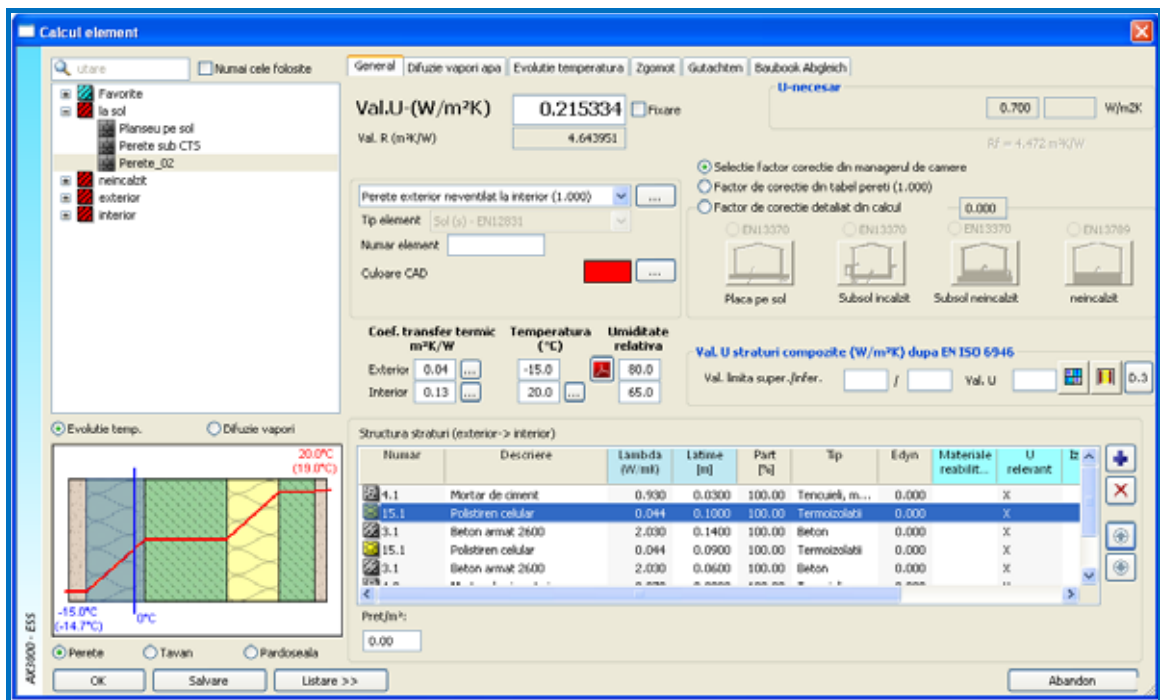 Calcul element
utare
Numai cele folosite
Favorite
la sol
Planseu pe sol
Perete sub CTS
Perete_02
neincalzit
exterior
interior
General
Difuzie vapori apa
Evolutie temperatura
Zgomot
Gutachten
Baubook Abgleich
Val.U-(W/m²K)
0.215334
Fixare
Val. R (m²K/W)
4.643951
U-necesar
0.700
W/m2K
Rf = 4.472 m²K/W
Perete exterior neventilat la interior (1.000)
...
Tip element
Sol (s) - EN12831
Numar element
Culoare CAD
...
Selectie factor corectie din managerul de camere
Factor de corectie din tabel pereti (1.000)
Factor de corectie detaliat din calcul
0.000
EN13370
EN13370
EN13370
EN13789
Placa pe sol
Subsol incalzit
Subsol neincalzit
neincalzit
Coef. transfer termic
m²K/W
Temperatura
(°C)
Umiditate
relativa
Exterior 0.04 ... -15.0 80.0
Interior 0.13 ... 20.0 ... 65.0
Val. U straturi compozite (W/m²K) dupa EN ISO 6946
Val. limita super./infer.
/
Val. U
D.3
Evolutie temp.
Difuzie vapori
20.0°C
(19.0°C)
-15.0°C
(-14.7°C)
0°C
Perete
Tavan
Pardoseala
Structura straturi (exterior-> interior)
Numar Descriere Lambda (W/mK) Latime [m] Part [%] Tip Edyn Materiale reabilit... U relevant Iz
4.1 Mortar de ciment 0.930 0.0300 100.00 Tencuieli, m... 0.000 X
15.1 Polistiren celular 0.044 0.1000 100.00 Termoizolatii 0.000 X
3.1 Beton armat 2600 2.030 0.1400 100.00 Beton 0.000 X
15.1 Polistiren celular 0.044 0.0900 100.00 Termoizolatii 0.000 X
3.1 Beton armat 2600 2.030 0.0600 100.00 Beton 0.000 X
Pret/m²:
0.00
OK
Salvare
Listare >>
Abandon
AX3000 - ESS